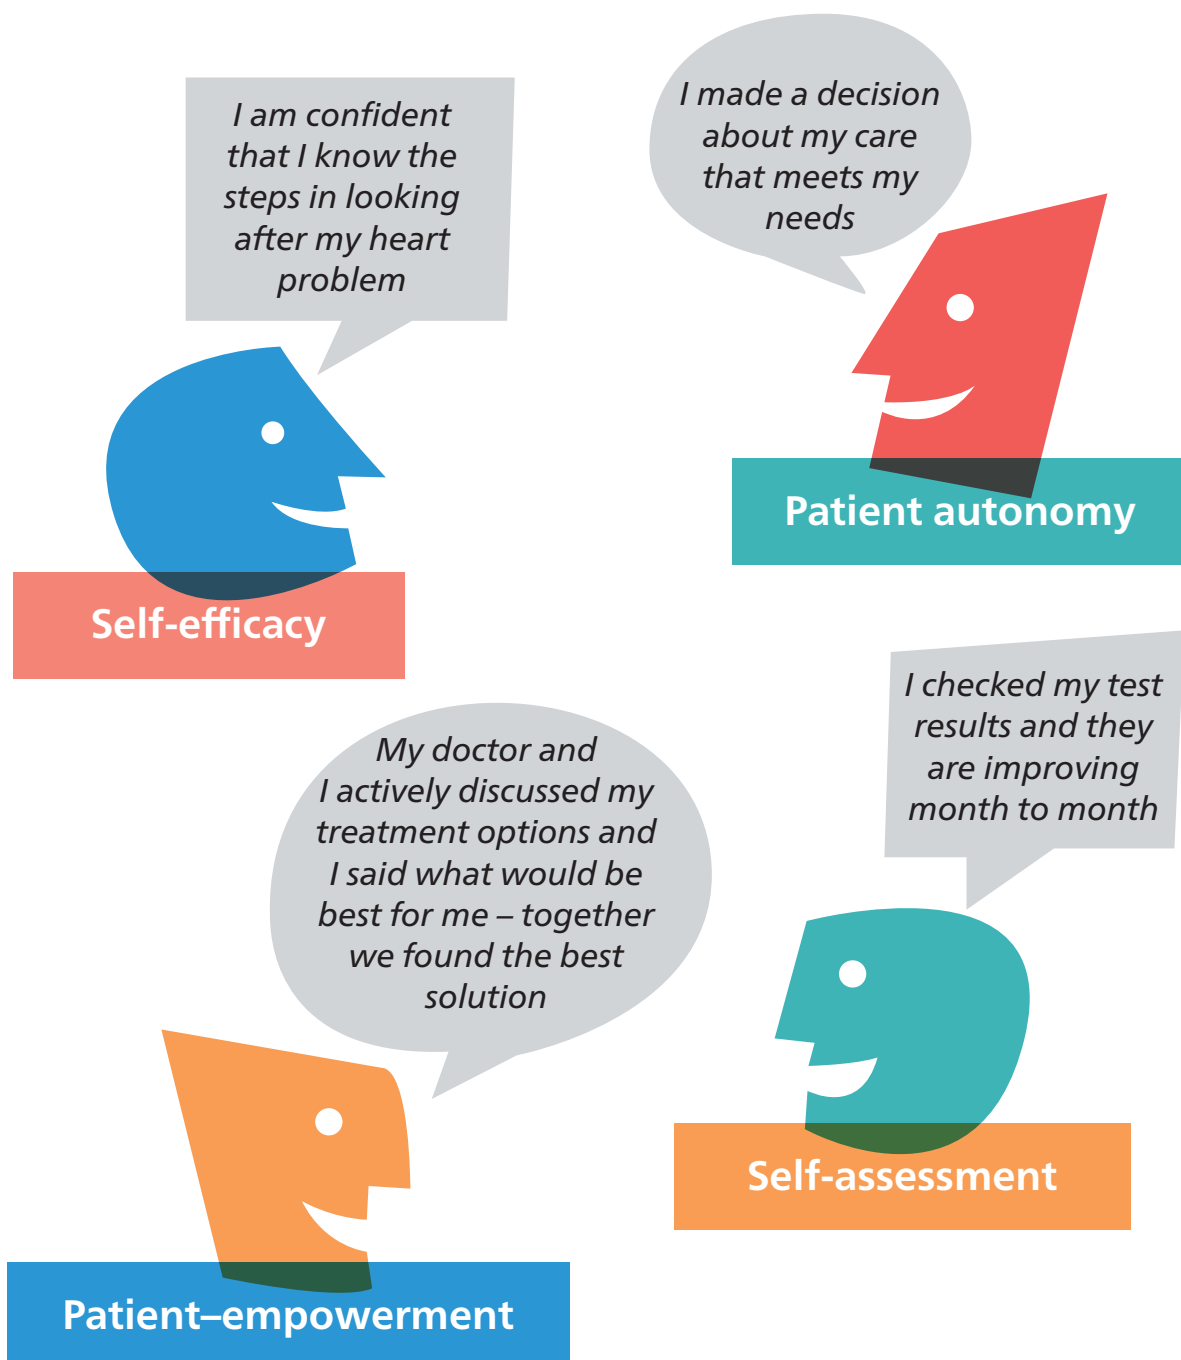 I am confident
that I know the
steps in looking
after my heart
problem
Self-efficacy
I made a decision
about my care
that meets my
needs
Patient autonomy
My doctor and
I actively discussed my
treatment options and
I said what would be
best for me – together
we found the best
solution
Patient–empowerment
I checked my test
results and they
are improving
month to month
Self-assessment